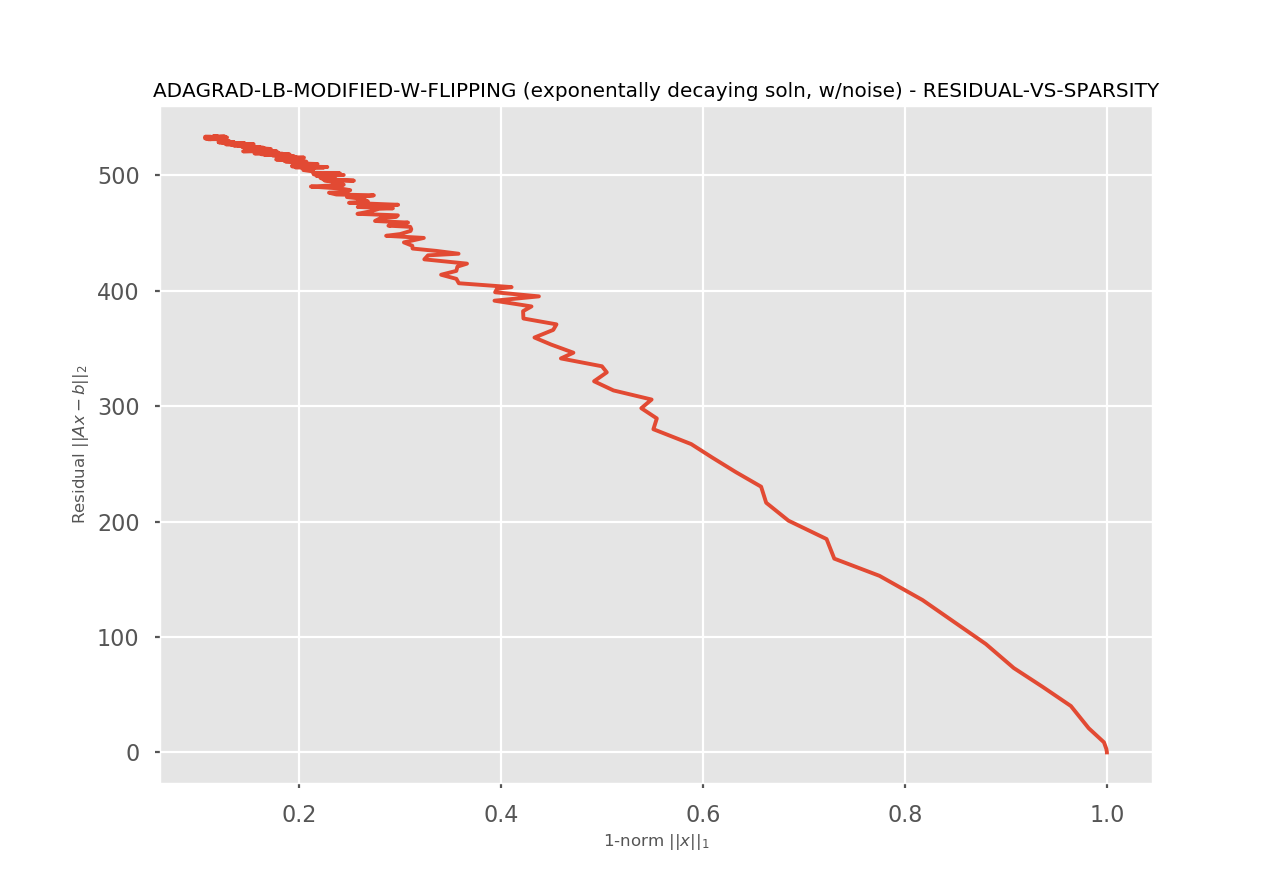 ADAGRAD-LB-MODIFIED-W-FLIPPING (exponentially decaying soln, w/noise) - RESIDUAL-VS-SPARSITY
500
400
300
200
100
0
Residual ||Ax − b||₂
0.2 0.4 0.6 0.8 1.0
1-norm ||x||₁